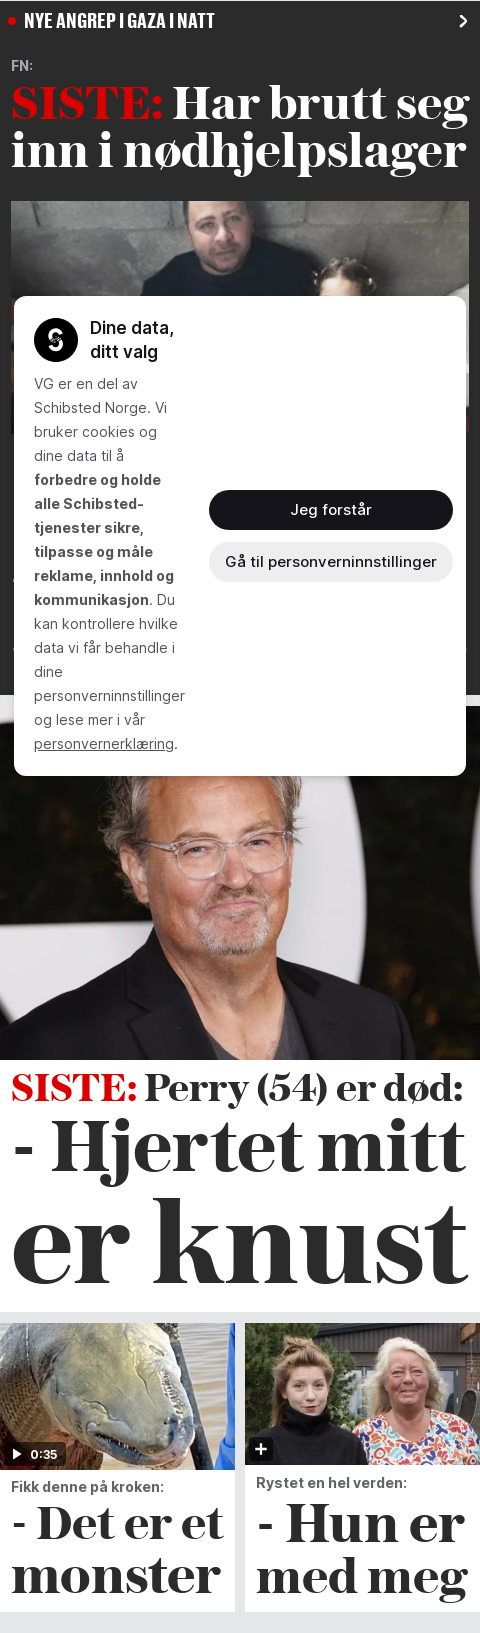 NYE ANGREP I GAZA I NATT
FN:
SISTE: Har brutt seg
inn i nødhjelpslager
Dine data,
ditt valg
VG er en del av
Schibsted Norge. Vi
bruker cookies og
dine data til å
forbedre og holde
alle Schibsted-
tjenester sikre,
tilpasse og måle
reklame, innhold og
kommunikasjon. Du
kan kontrollere hvilke
data vi får behandle i
dine
personverninnstillinger
og lese mer i vår
personvernerklæring.
Jeg forstår
Gå til personverninnstillinger
SISTE: Perry (54) er død:
- Hjertet mitt
er knust
0:35
Fikk denne på kroken:
- Det er et
monster
Rystet en hel verden:
- Hun er
med meg